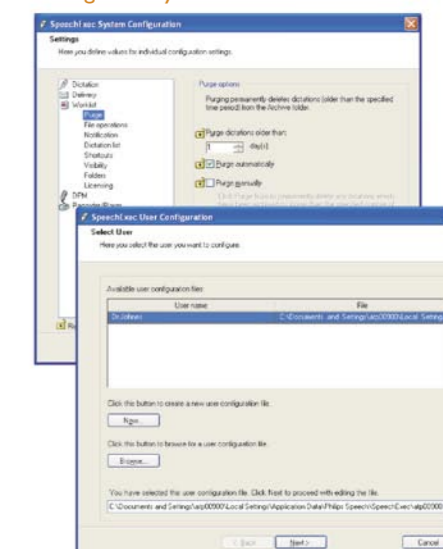 SpeechExec System Configuration
Settings
Here you define values for individual configuration settings.
Dictation
Delivery
Worklist
Purge
File operations
Notification
Dictation list
Shortcuts
Visibility
Folders
Licensing
DPM
Purge options
Purging permanently deletes dictations (older than the specified
time period) from the Archive folder.
Purge dictations older than:
1 day(s)
Purge automatically
Purge manually
SpeechExec User Configuration
Select User
Here you select the user you want to configure.
Available user configuration files:
User name File
C:\Documents and Settings\atp00900\Local Settings
Click this button to create a new user configuration file.
New...
Click this button to browse for a user configuration file.
Browse...
You have selected the user configuration file. Click Next to proceed with editing the file.
C:\Documents and Settings\atp00900\Local Settings\Application Data\Philips Speech\SpeechExec\atp00900
< Back Next > Cancel